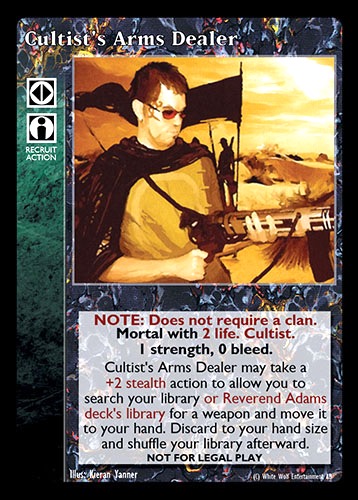 Cultist's Arms Dealer
RECRUIT
ACTION
NOTE: Does not require a clan.
Mortal with 2 life. Cultist.
1 strength, 0 bleed.
Cultist's Arms Dealer may take a
+2 stealth action to allow you to
search your library or Reverend Adams
deck's library for a weapon and move it
to your hand. Discard to your hand size
and shuffle your library afterward.
NOT FOR LEGAL PLAY
Illus: Kieran Yanner
(C) White Wolf Entertainment AB